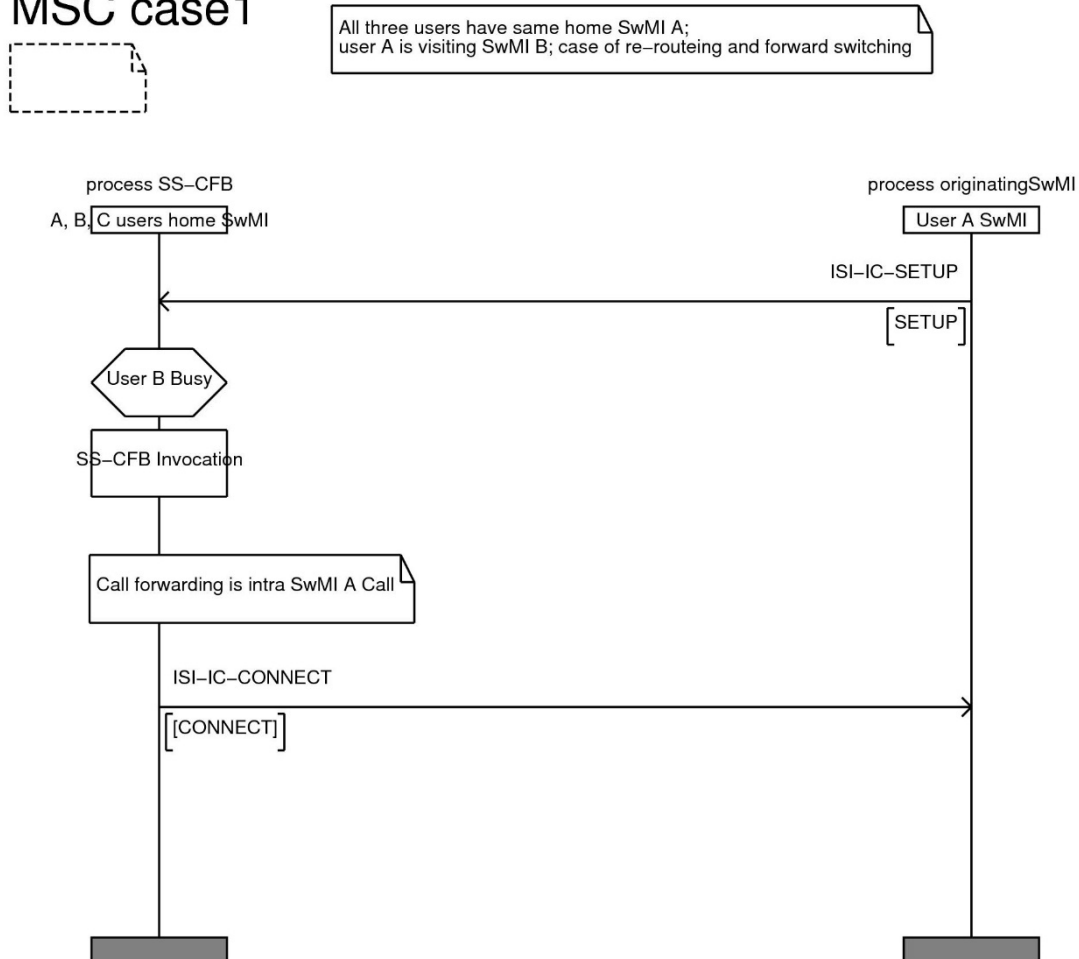 MSC case1
All three users have same home SwMI A;
user A is visiting SwMI B; case of re–routeing and forward switching
process SS–CFB
process originatingSwMI
A, B, C users home SwMI
User A SwMI
ISI–IC–SETUP
[SETUP]
User B Busy
SS–CFB Invocation
Call forwarding is intra SwMI A Call
ISI–IC–CONNECT
[[CONNECT]]